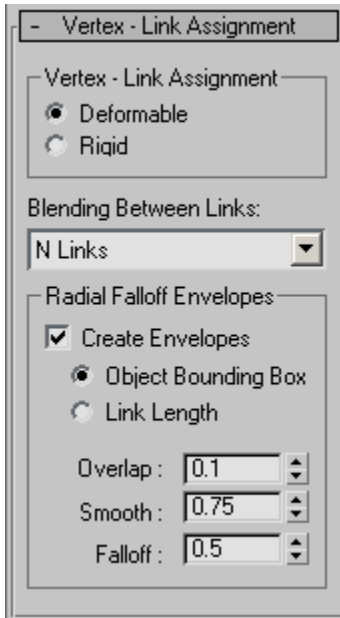 - Vertex - Link Assignment
Vertex - Link Assignment
Deformable
Rigid
Blending Between Links:
N Links
Radial Falloff Envelopes
Create Envelopes
Object Bounding Box
Link Length
Overlap : 0.1
Smooth : 0.75
Falloff : 0.5